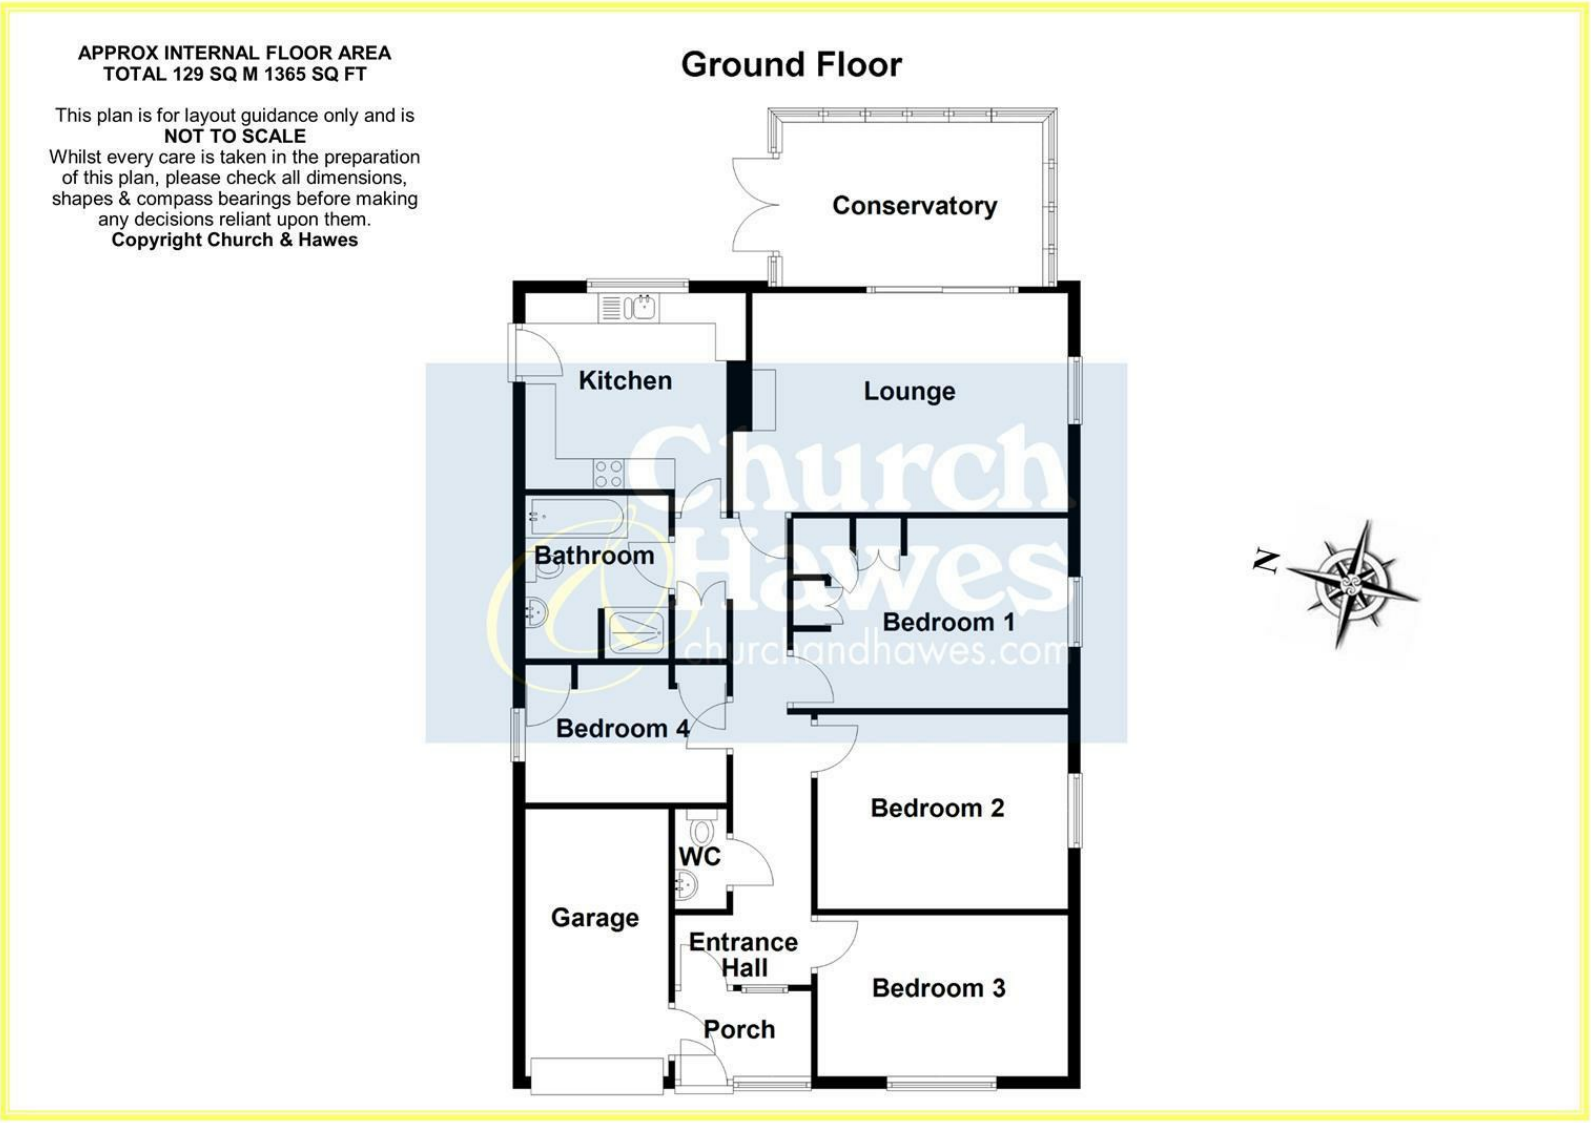 APPROX INTERNAL FLOOR AREA
TOTAL 129 SQ M 1365 SQ FT
This plan is for layout guidance only and is
NOT TO SCALE
Whilst every care is taken in the preparation
of this plan, please check all dimensions,
shapes & compass bearings before making
any decisions reliant upon them.
Copyright Church & Hawes
Ground Floor
Conservatory
Kitchen
Lounge
Church
& Hawes
churchandhawes.com
Bathroom
Bedroom 1
N
Bedroom 4
Bedroom 2
WC
Garage
Entrance
Hall
Bedroom 3
Porch